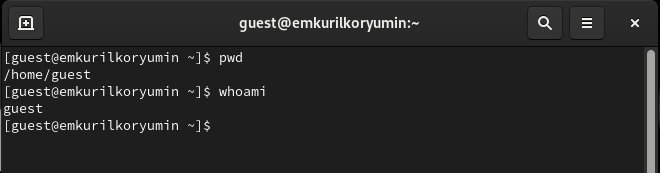 guest@emkurilkoryumin:~
[guest@emkurilkoryumin ~]$ pwd
/home/guest
[guest@emkurilkoryumin ~]$ whoami
guest
[guest@emkurilkoryumin ~]$